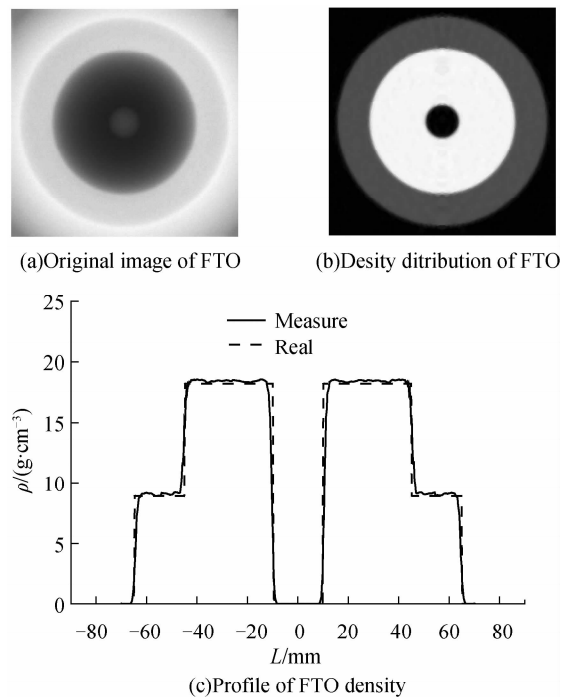 (a)Original image of FTO
(b)Desity ditribution of FTO
25
20
15
10
5
0
ρ/(g·cm⁻³)
Measure
Real
−80 −60 −40 −20 0 20 40 60 80
L/mm
(c)Profile of FTO density